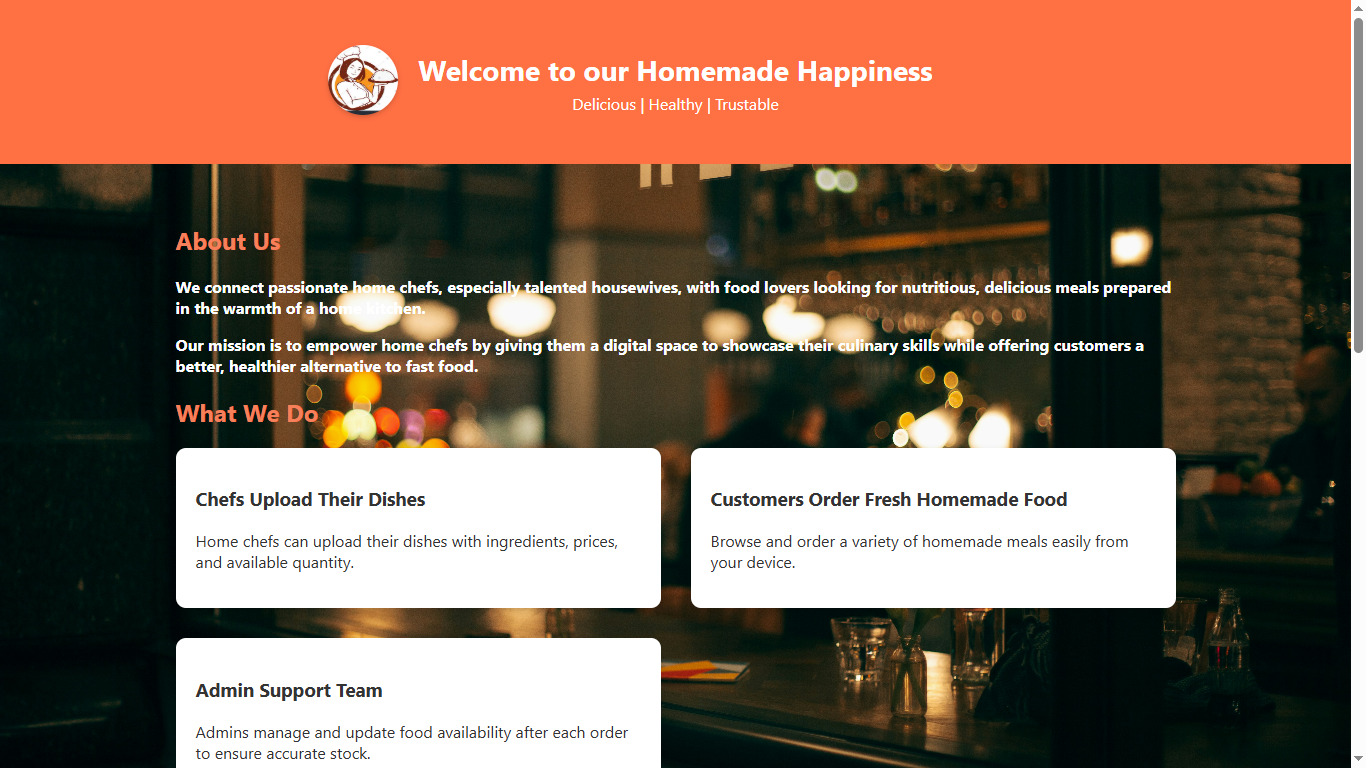 Welcome to our Homemade Happiness
Delicious | Healthy | Trustable
About Us
We connect passionate home chefs, especially talented housewives, with food lovers looking for nutritious, delicious meals prepared
in the warmth of a home kitchen.
Our mission is to empower home chefs by giving them a digital space to showcase their culinary skills while offering customers a
better, healthier alternative to fast food.
What We Do
Chefs Upload Their Dishes
Home chefs can upload their dishes with ingredients, prices,
and available quantity.
Customers Order Fresh Homemade Food
Browse and order a variety of homemade meals easily from
your device.
Admin Support Team
Admins manage and update food availability after each order
to ensure accurate stock.